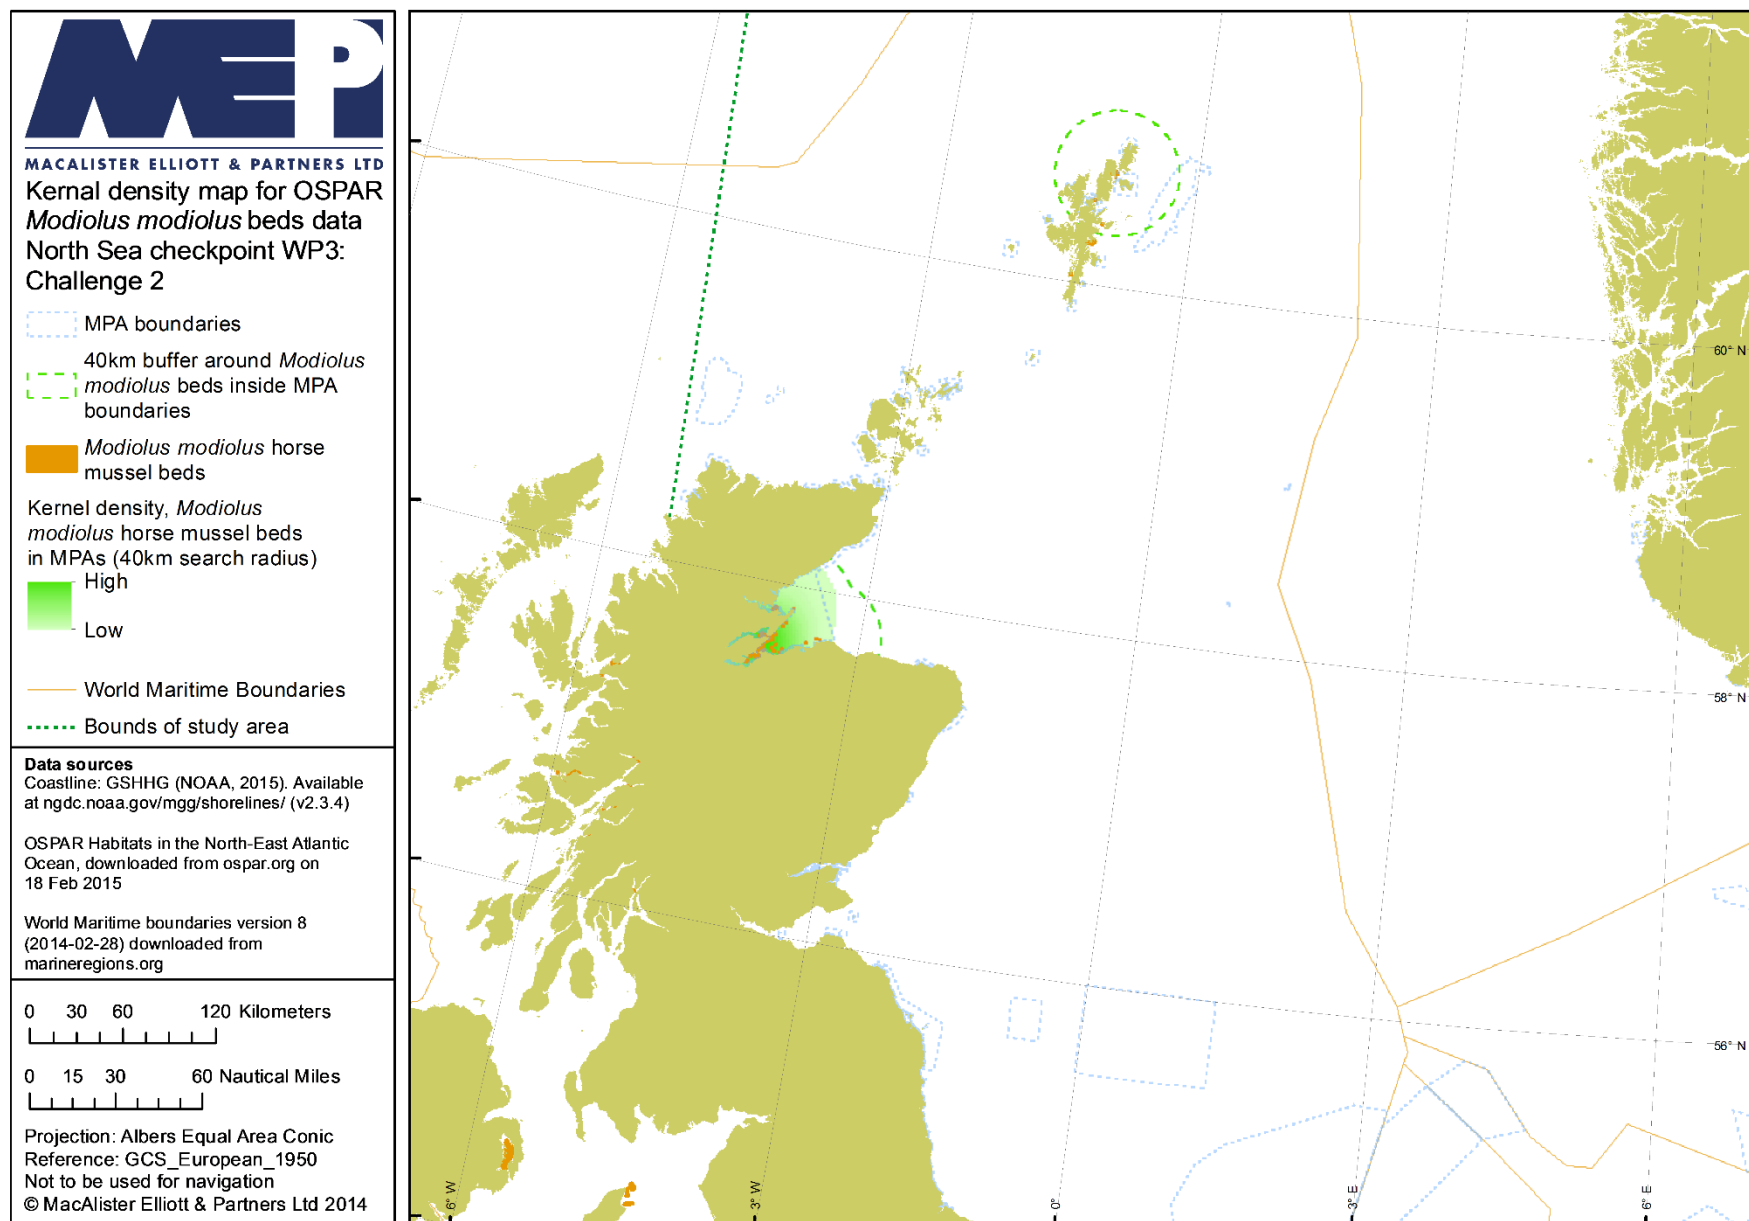 MEP
MACALISTER ELLIOTT & PARTNERS LTD
Kernal density map for OSPAR
Modiolus modiolus beds data
North Sea checkpoint WP3:
Challenge 2
MPA boundaries
40km buffer around Modiolus
modiolus beds inside MPA
boundaries
Modiolus modiolus horse
mussel beds
Kernel density, Modiolus
modiolus horse mussel beds
in MPAs (40km search radius)
High
Low
World Maritime Boundaries
Bounds of study area
Data sources
Coastline: GSHHG (NOAA, 2015). Available
at ngdc.noaa.gov/mgg/shorelines/ (v2.3.4)
OSPAR Habitats in the North-East Atlantic
Ocean, downloaded from ospar.org on
18 Feb 2015
World Maritime boundaries version 8
(2014-02-28) downloaded from
marineregions.org
0 30 60 120 Kilometers
0 15 30 60 Nautical Miles
Projection: Albers Equal Area Conic
Reference: GCS_European_1950
Not to be used for navigation
© MacAlister Elliott & Partners Ltd 2014
60° N
58° N
56° N
6° W
3° W
0°
3° E
6° E